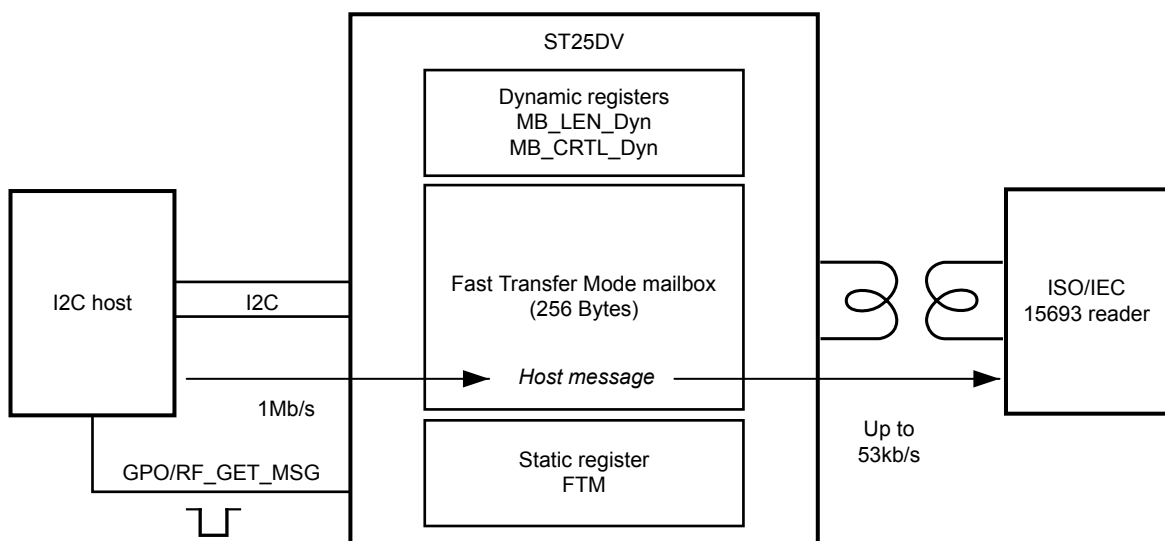 ST25DV
Dynamic registers
MB_LEN_Dyn
MB_CRTL_Dyn
I2C host
I2C
Fast Transfer Mode mailbox
(256 Bytes)
ISO/IEC
15693 reader
Host message
1Mb/s
Up to
53kb/s
GPO/RF_GET_MSG
Static register
FTM